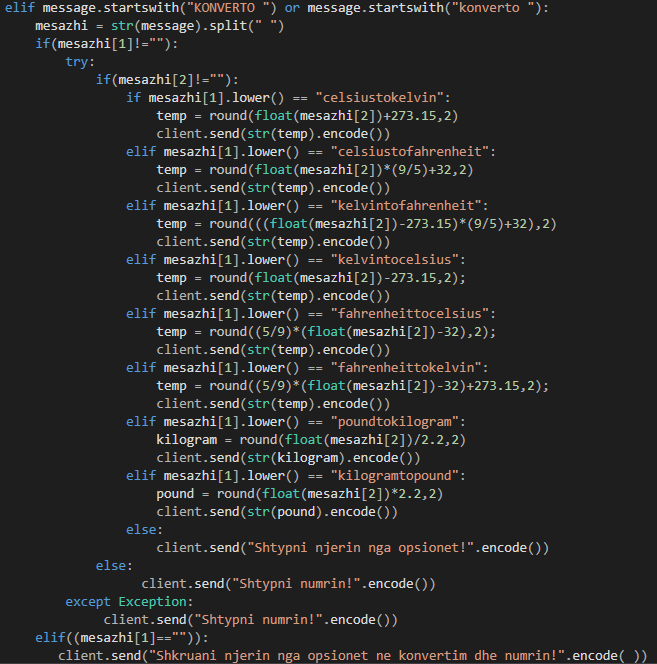 elif message.startswith("KONVERTO ") or message.startswith("konverto "):
    mesazhi = str(message).split(" ")
    if(mesazhi[1]!=""):
        try:
            if(mesazhi[2]!=""):
                if mesazhi[1].lower() == "celsiustokelvin":
                    temp = round(float(mesazhi[2])+273.15,2)
                    client.send(str(temp).encode())
                elif mesazhi[1].lower() == "celsiustofahrenheit":
                    temp = round(float(mesazhi[2])*(9/5)+32,2)
                    client.send(str(temp).encode())
                elif mesazhi[1].lower() == "kelvintofahrenheit":
                    temp = round(((float(mesazhi[2])-273.15)*(9/5)+32),2)
                    client.send(str(temp).encode())
                elif mesazhi[1].lower() == "kelvintocelsius":
                    temp = round(float(mesazhi[2])-273.15,2);
                    client.send(str(temp).encode())
                elif mesazhi[1].lower() == "fahrenheittocelsius":
                    temp = round((5/9)*(float(mesazhi[2])-32),2);
                    client.send(str(temp).encode())
                elif mesazhi[1].lower() == "fahrenheittokelvin":
                    temp = round((5/9)*(float(mesazhi[2])-32)+273.15,2);
                    client.send(str(temp).encode())
                elif mesazhi[1].lower() == "poundtokilogram":
                    kilogram = round(float(mesazhi[2])/2.2,2)
                    client.send(str(kilogram).encode())
                elif mesazhi[1].lower() == "kilogramtopound":
                    pound = round(float(mesazhi[2])*2.2,2)
                    client.send(str(pound).encode())
                else:
                    client.send("Shtypni njerin nga opsionet!".encode())
            else:
                  client.send("Shtypni numrin!".encode())
        except Exception:
             client.send("Shtypni numrin!".encode())
    elif((mesazhi[1]=="")):
       client.send("Shkruani njerin nga opsionet ne konvertim dhe numrin!".encode( ))